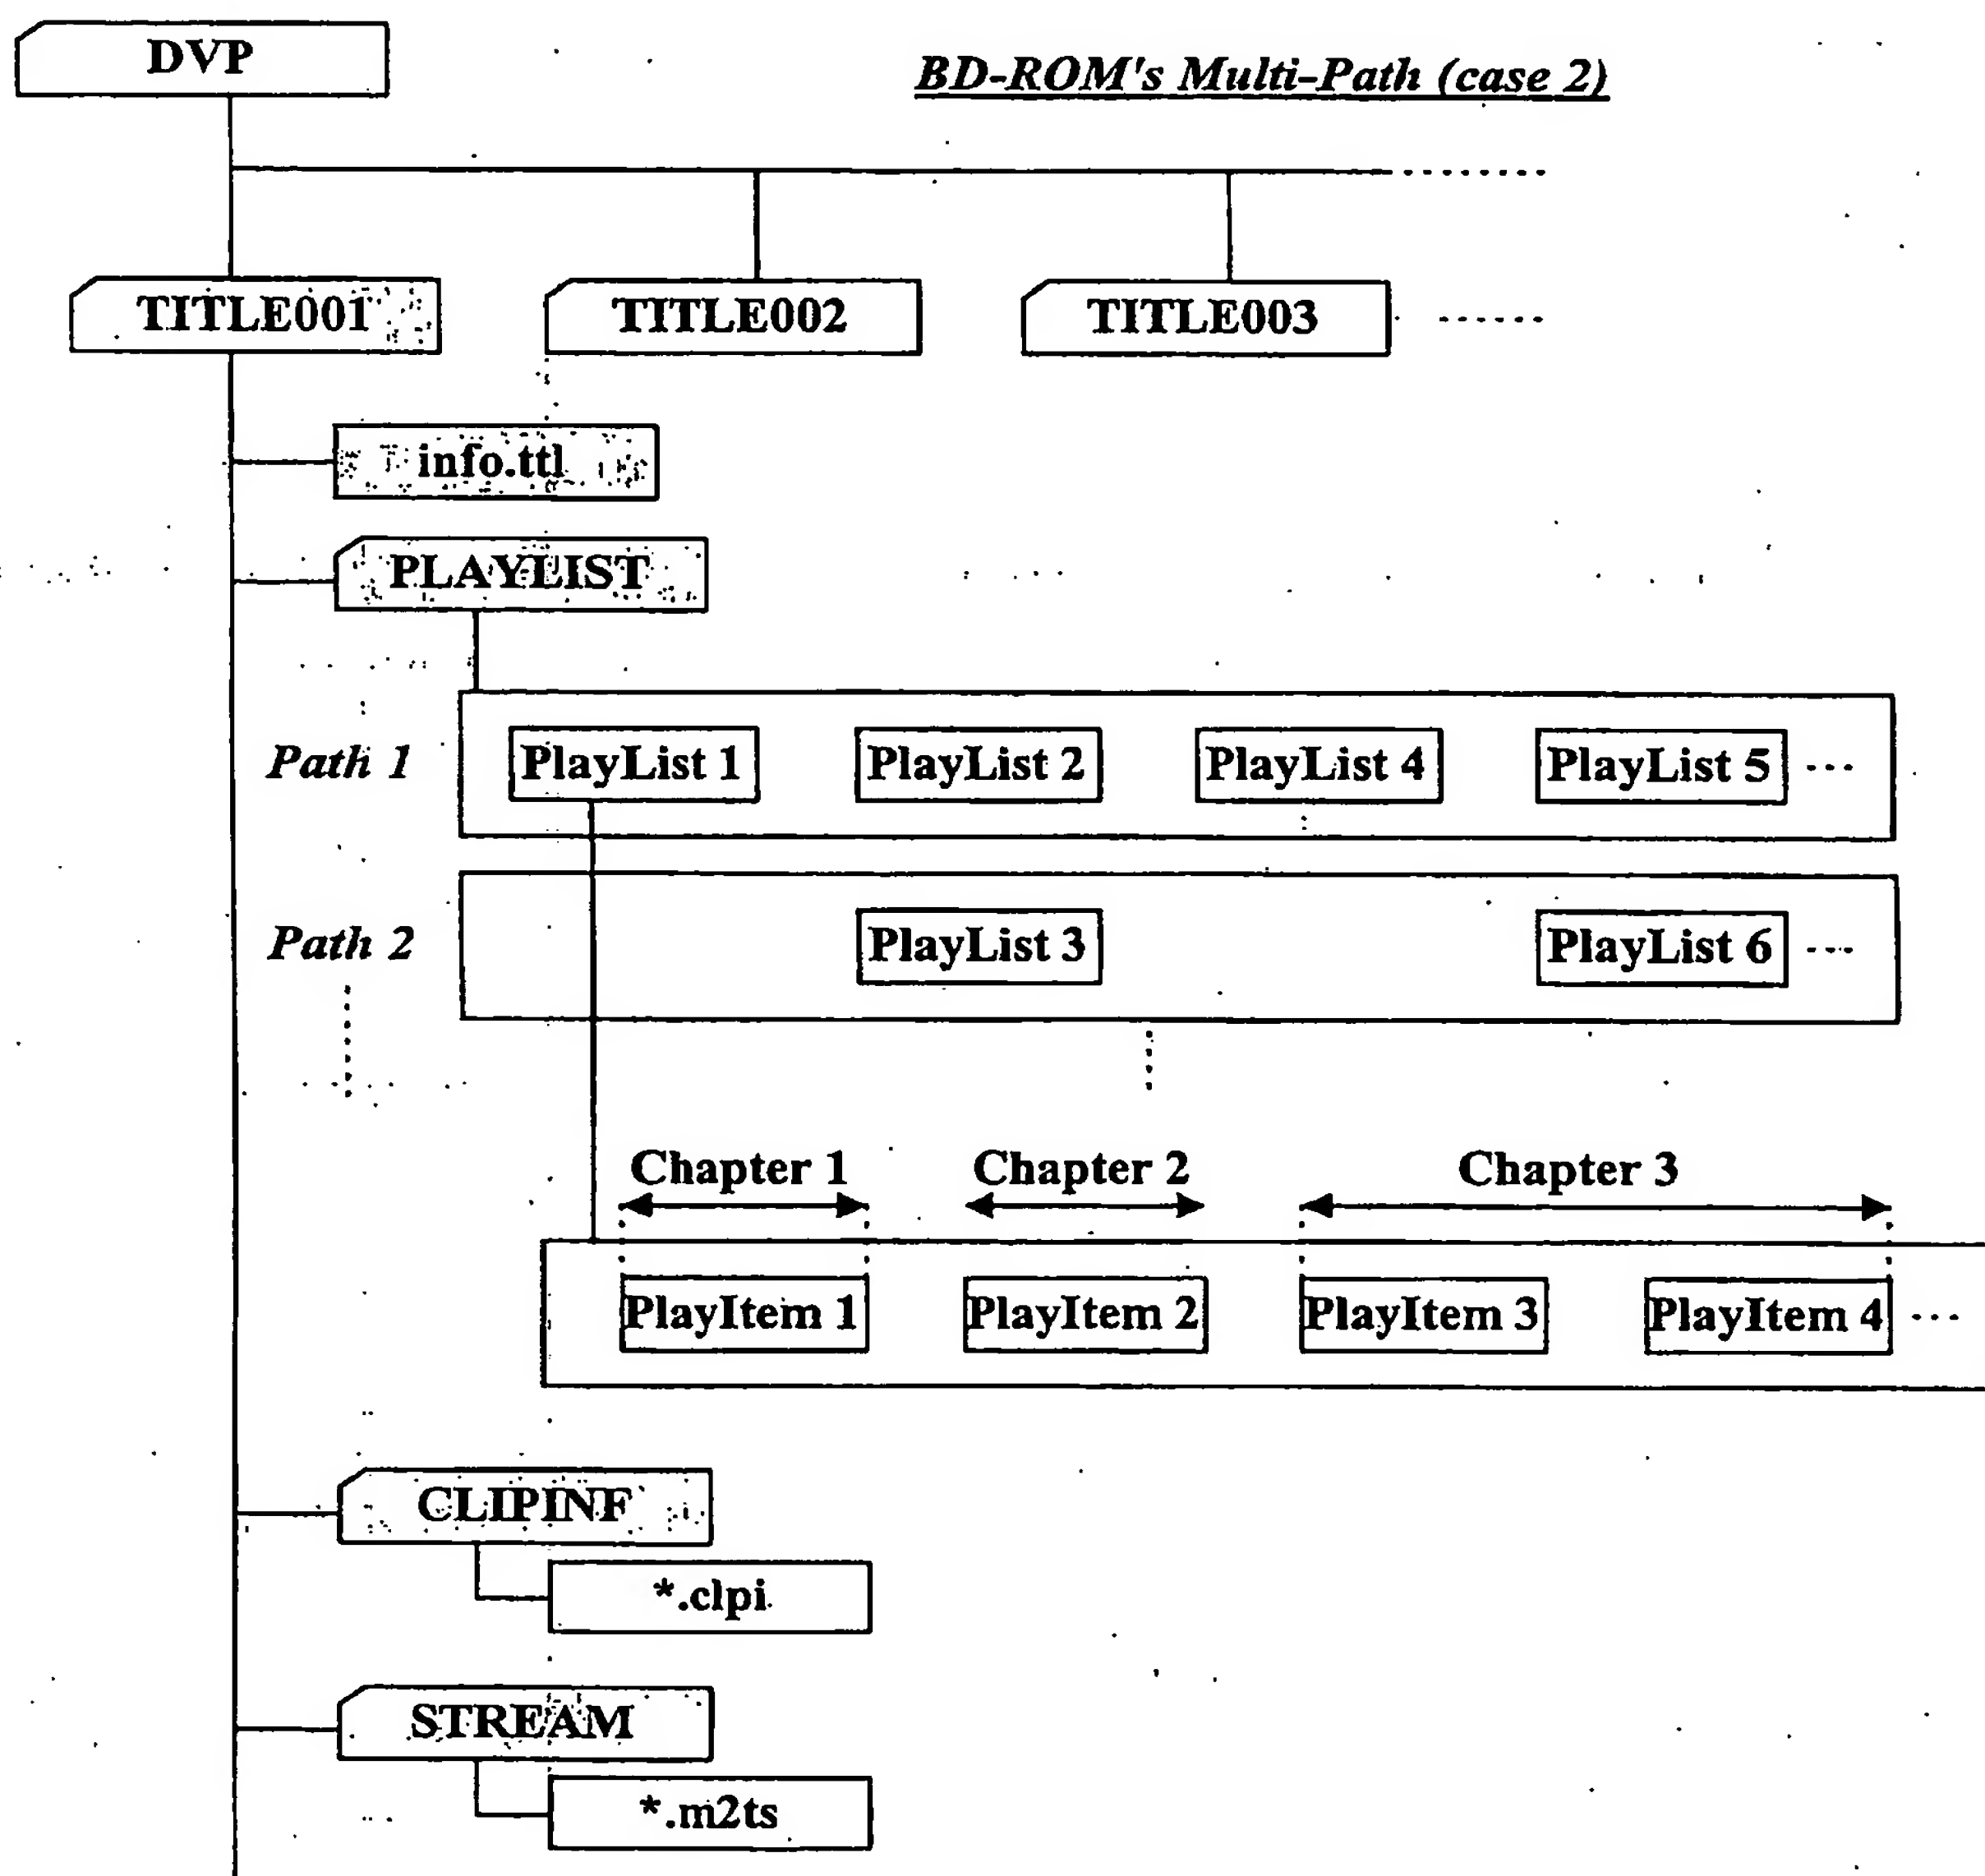 DVP
BD-ROM's Multi-Path (case 2)
TITLE001 TITLE002 TITLE003
info.ttl
PLAYLIST
Path 1 PlayList 1 PlayList 2 PlayList 4 PlayList 5
Path 2 PlayList 3 PlayList 6
Chapter 1 Chapter 2 Chapter 3
PlayItem 1 PlayItem 2 PlayItem 3 PlayItem 4
CLIPINF
*.clpi
STREAM
*.m2ts